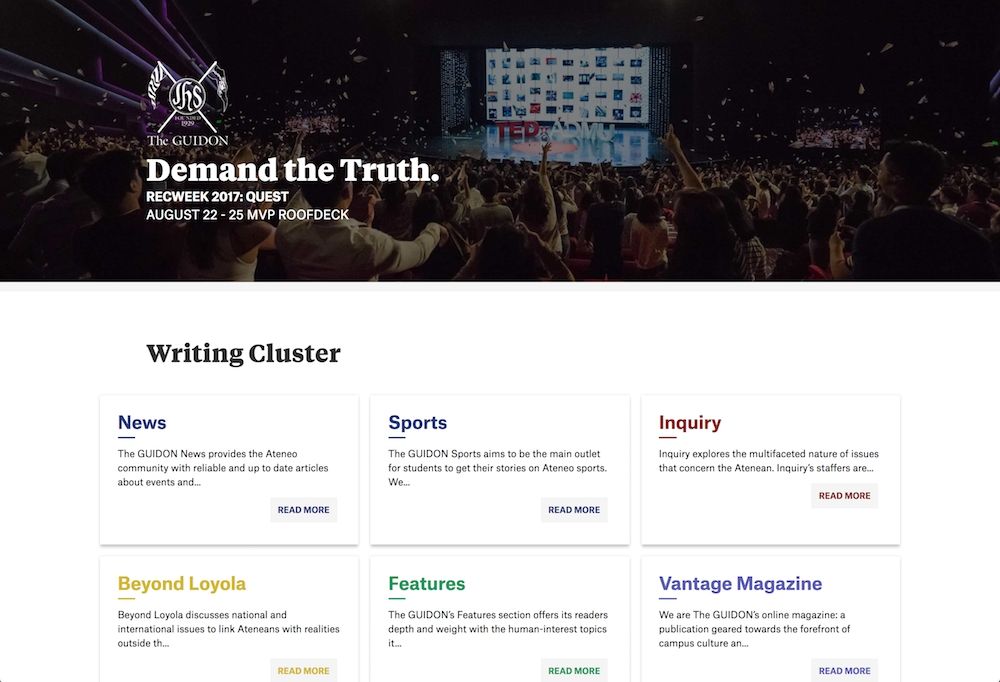 Jhs
FOUNDED
1929
The GUIDON
TEDxADMU
Demand the Truth.
RECWEEK 2017: QUEST
AUGUST 22 - 25 MVP ROOFDECK
Writing Cluster
News
The GUIDON News provides the Ateneo
community with reliable and up to date articles
about events and...
READ MORE
Sports
The GUIDON Sports aims to be the main outlet
for students to get their stories on Ateneo sports.
We...
READ MORE
Inquiry
Inquiry explores the multifaceted nature of issues
that concern the Atenean. Inquiry’s staffers are...
READ MORE
Beyond Loyola
Beyond Loyola discusses national and
international issues to link Ateneans with realities
outside th...
READ MORE
Features
The GUIDON’s Features section offers its readers
depth and weight with the human-interest topics
it...
READ MORE
Vantage Magazine
We are The GUIDON’s online magazine: a
publication geared towards the forefront of
campus culture an...
READ MORE